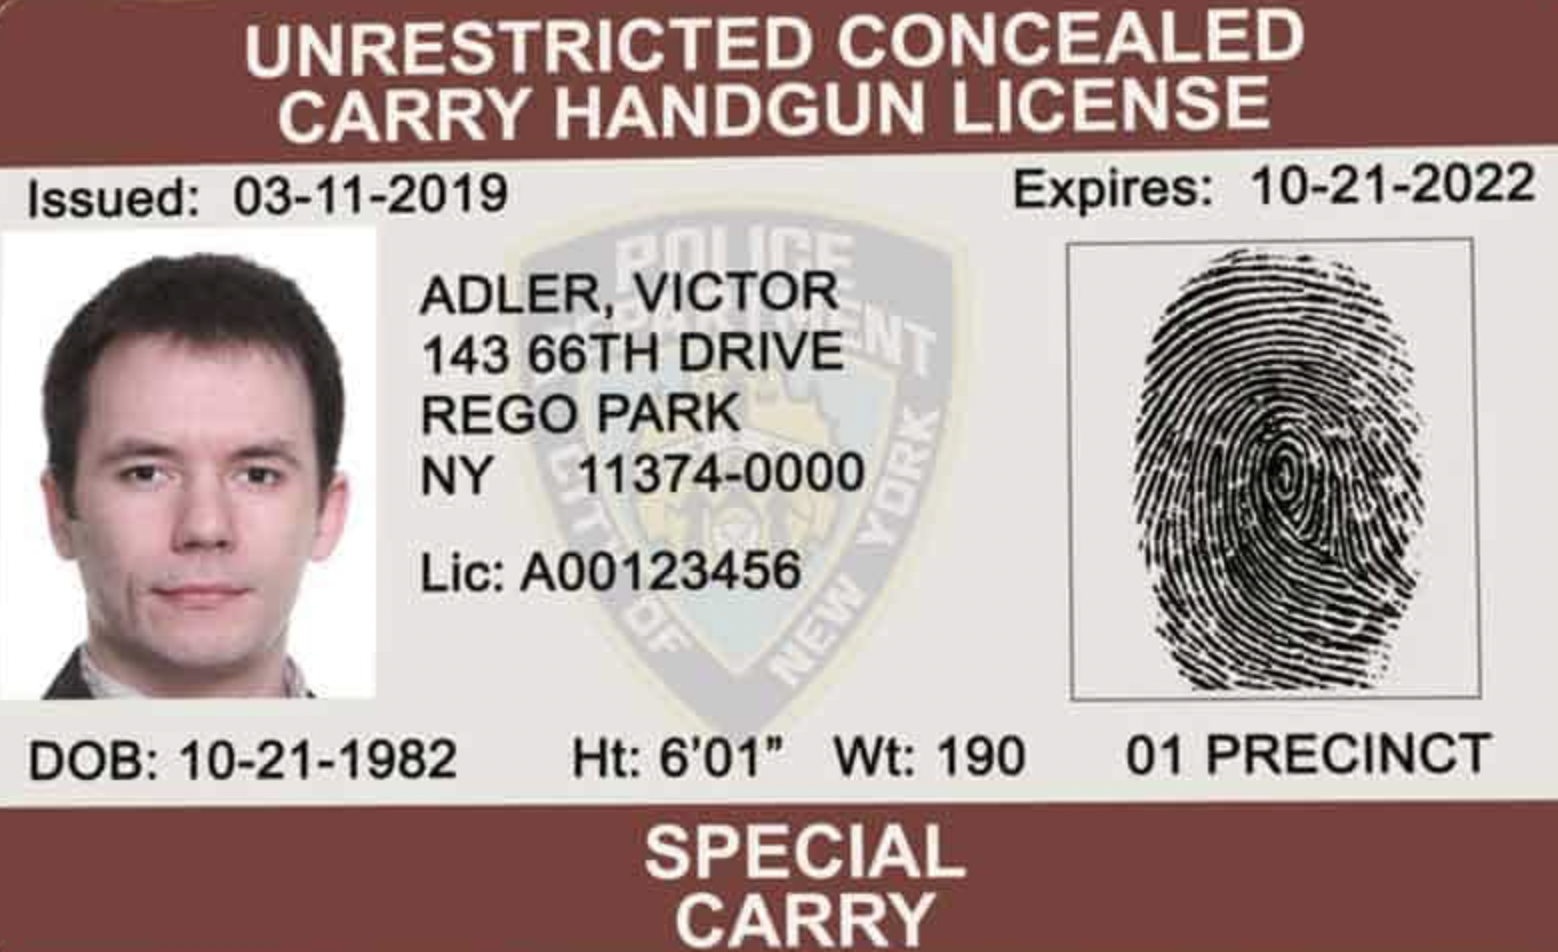 UNRESTRICTED CONCEALED
CARRY HANDGUN LICENSE
Issued: 03-11-2019
Expires: 10-21-2022
POLICE
DEPARTMENT
CITY OF
NEW YORK
ADLER, VICTOR
143 66TH DRIVE
REGO PARK
NY 11374-0000
Lic: A00123456
DOB: 10-21-1982 Ht: 6'01” Wt: 190 01 PRECINCT
SPECIAL
CARRY